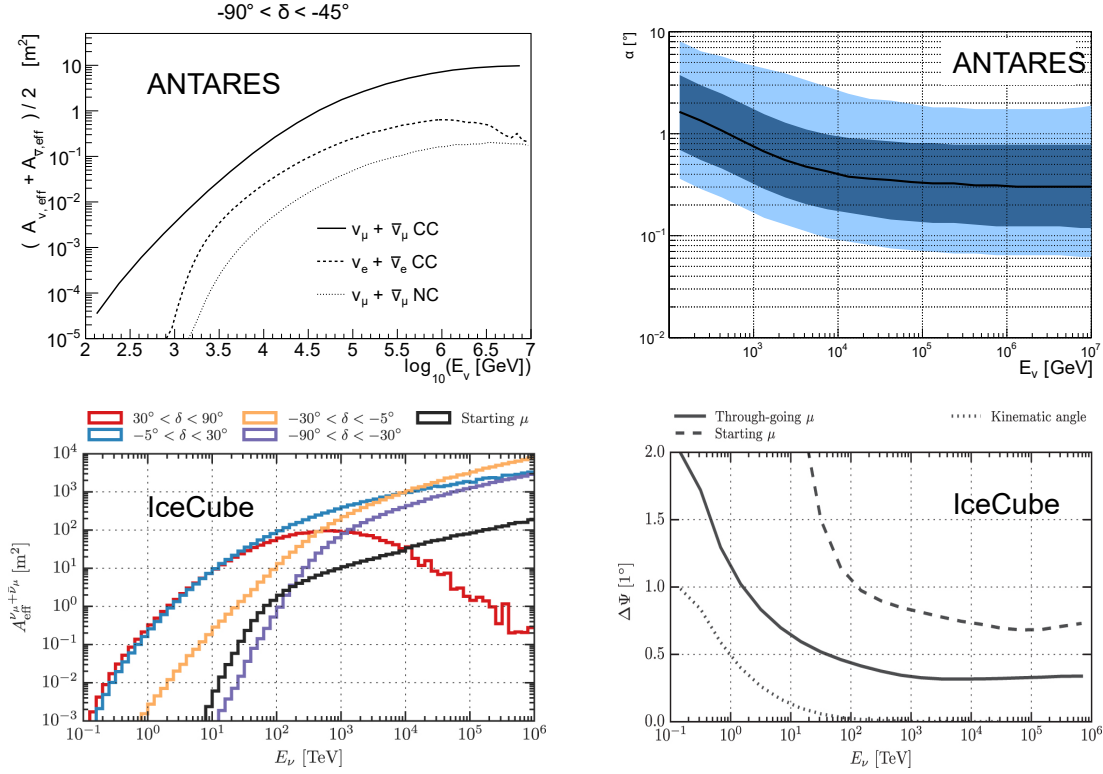 -90° < δ < -45°
ANTARES
( A_ν,eff + A_ν̅,eff ) / 2 [m²]
10
1
10⁻¹
10⁻²
10⁻³
10⁻⁴
10⁻⁵
ν_μ + ν̅_μ CC
ν_e + ν̅_e CC
ν_μ + ν̅_μ NC
2 2.5 3 3.5 4 4.5 5 5.5 6 6.5 7
log₁₀(E_ν [GeV])
ANTARES
α [°]
10
1
10⁻¹
10⁻²
10³ 10⁴ 10⁵ 10⁶ 10⁷
E_ν [GeV]
30° < δ < 90°
−5° < δ < 30°
−30° < δ < −5°
−90° < δ < −30°
Starting μ
IceCube
A_eff^{ν_μ+ν̄_μ} [m²]
10⁴
10³
10²
10¹
10⁰
10⁻¹
10⁻²
10⁻³
10⁻¹ 10⁰ 10¹ 10² 10³ 10⁴ 10⁵ 10⁶
E_ν [TeV]
Through-going μ
Starting μ
Kinematic angle
IceCube
ΔΨ [1°]
2.0
1.5
1.0
0.5
0.0
10⁻¹ 10⁰ 10¹ 10² 10³ 10⁴ 10⁵ 10⁶
E_ν [TeV]